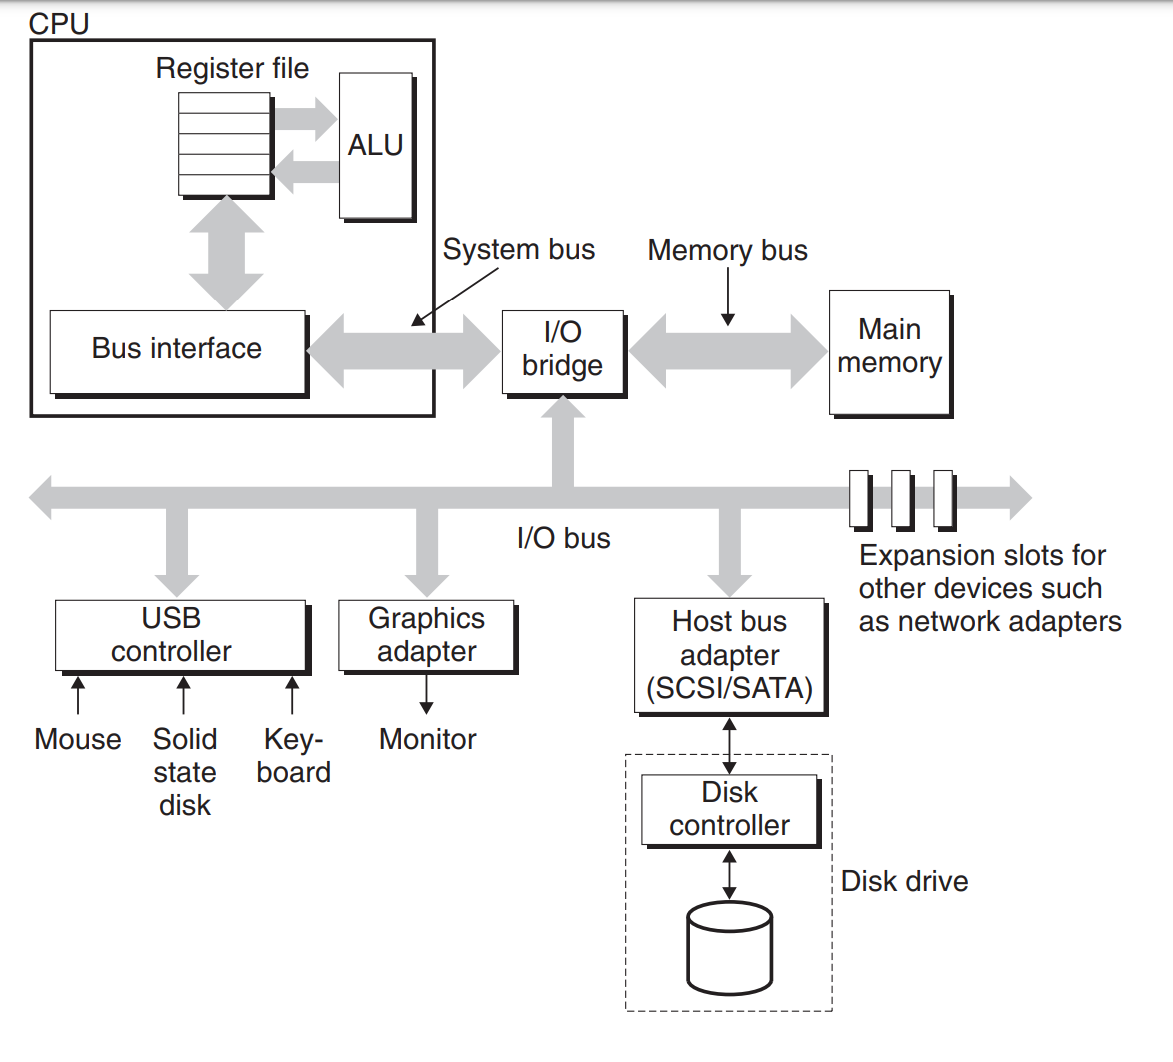 CPU
Register file
ALU
System bus
Memory bus
Bus interface
I/O
bridge
Main
memory
I/O bus
Expansion slots for
other devices such
as network adapters
USB
controller
Graphics
adapter
Host bus
adapter
(SCSI/SATA)
Mouse
Solid
state
disk
Key-
board
Monitor
Disk
controller
Disk drive